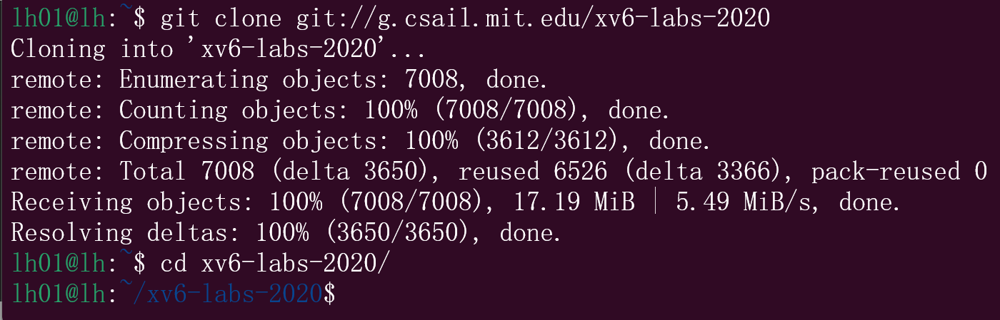 lh01@lh:~$ git clone git://g.csail.mit.edu/xv6-labs-2020
Cloning into 'xv6-labs-2020'...
remote: Enumerating objects: 7008, done.
remote: Counting objects: 100% (7008/7008), done.
remote: Compressing objects: 100% (3612/3612), done.
remote: Total 7008 (delta 3650), reused 6526 (delta 3366), pack-reused 0
Receiving objects: 100% (7008/7008), 17.19 MiB | 5.49 MiB/s, done.
Resolving deltas: 100% (3650/3650), done.
lh01@lh:~$ cd xv6-labs-2020/
lh01@lh:~/xv6-labs-2020$